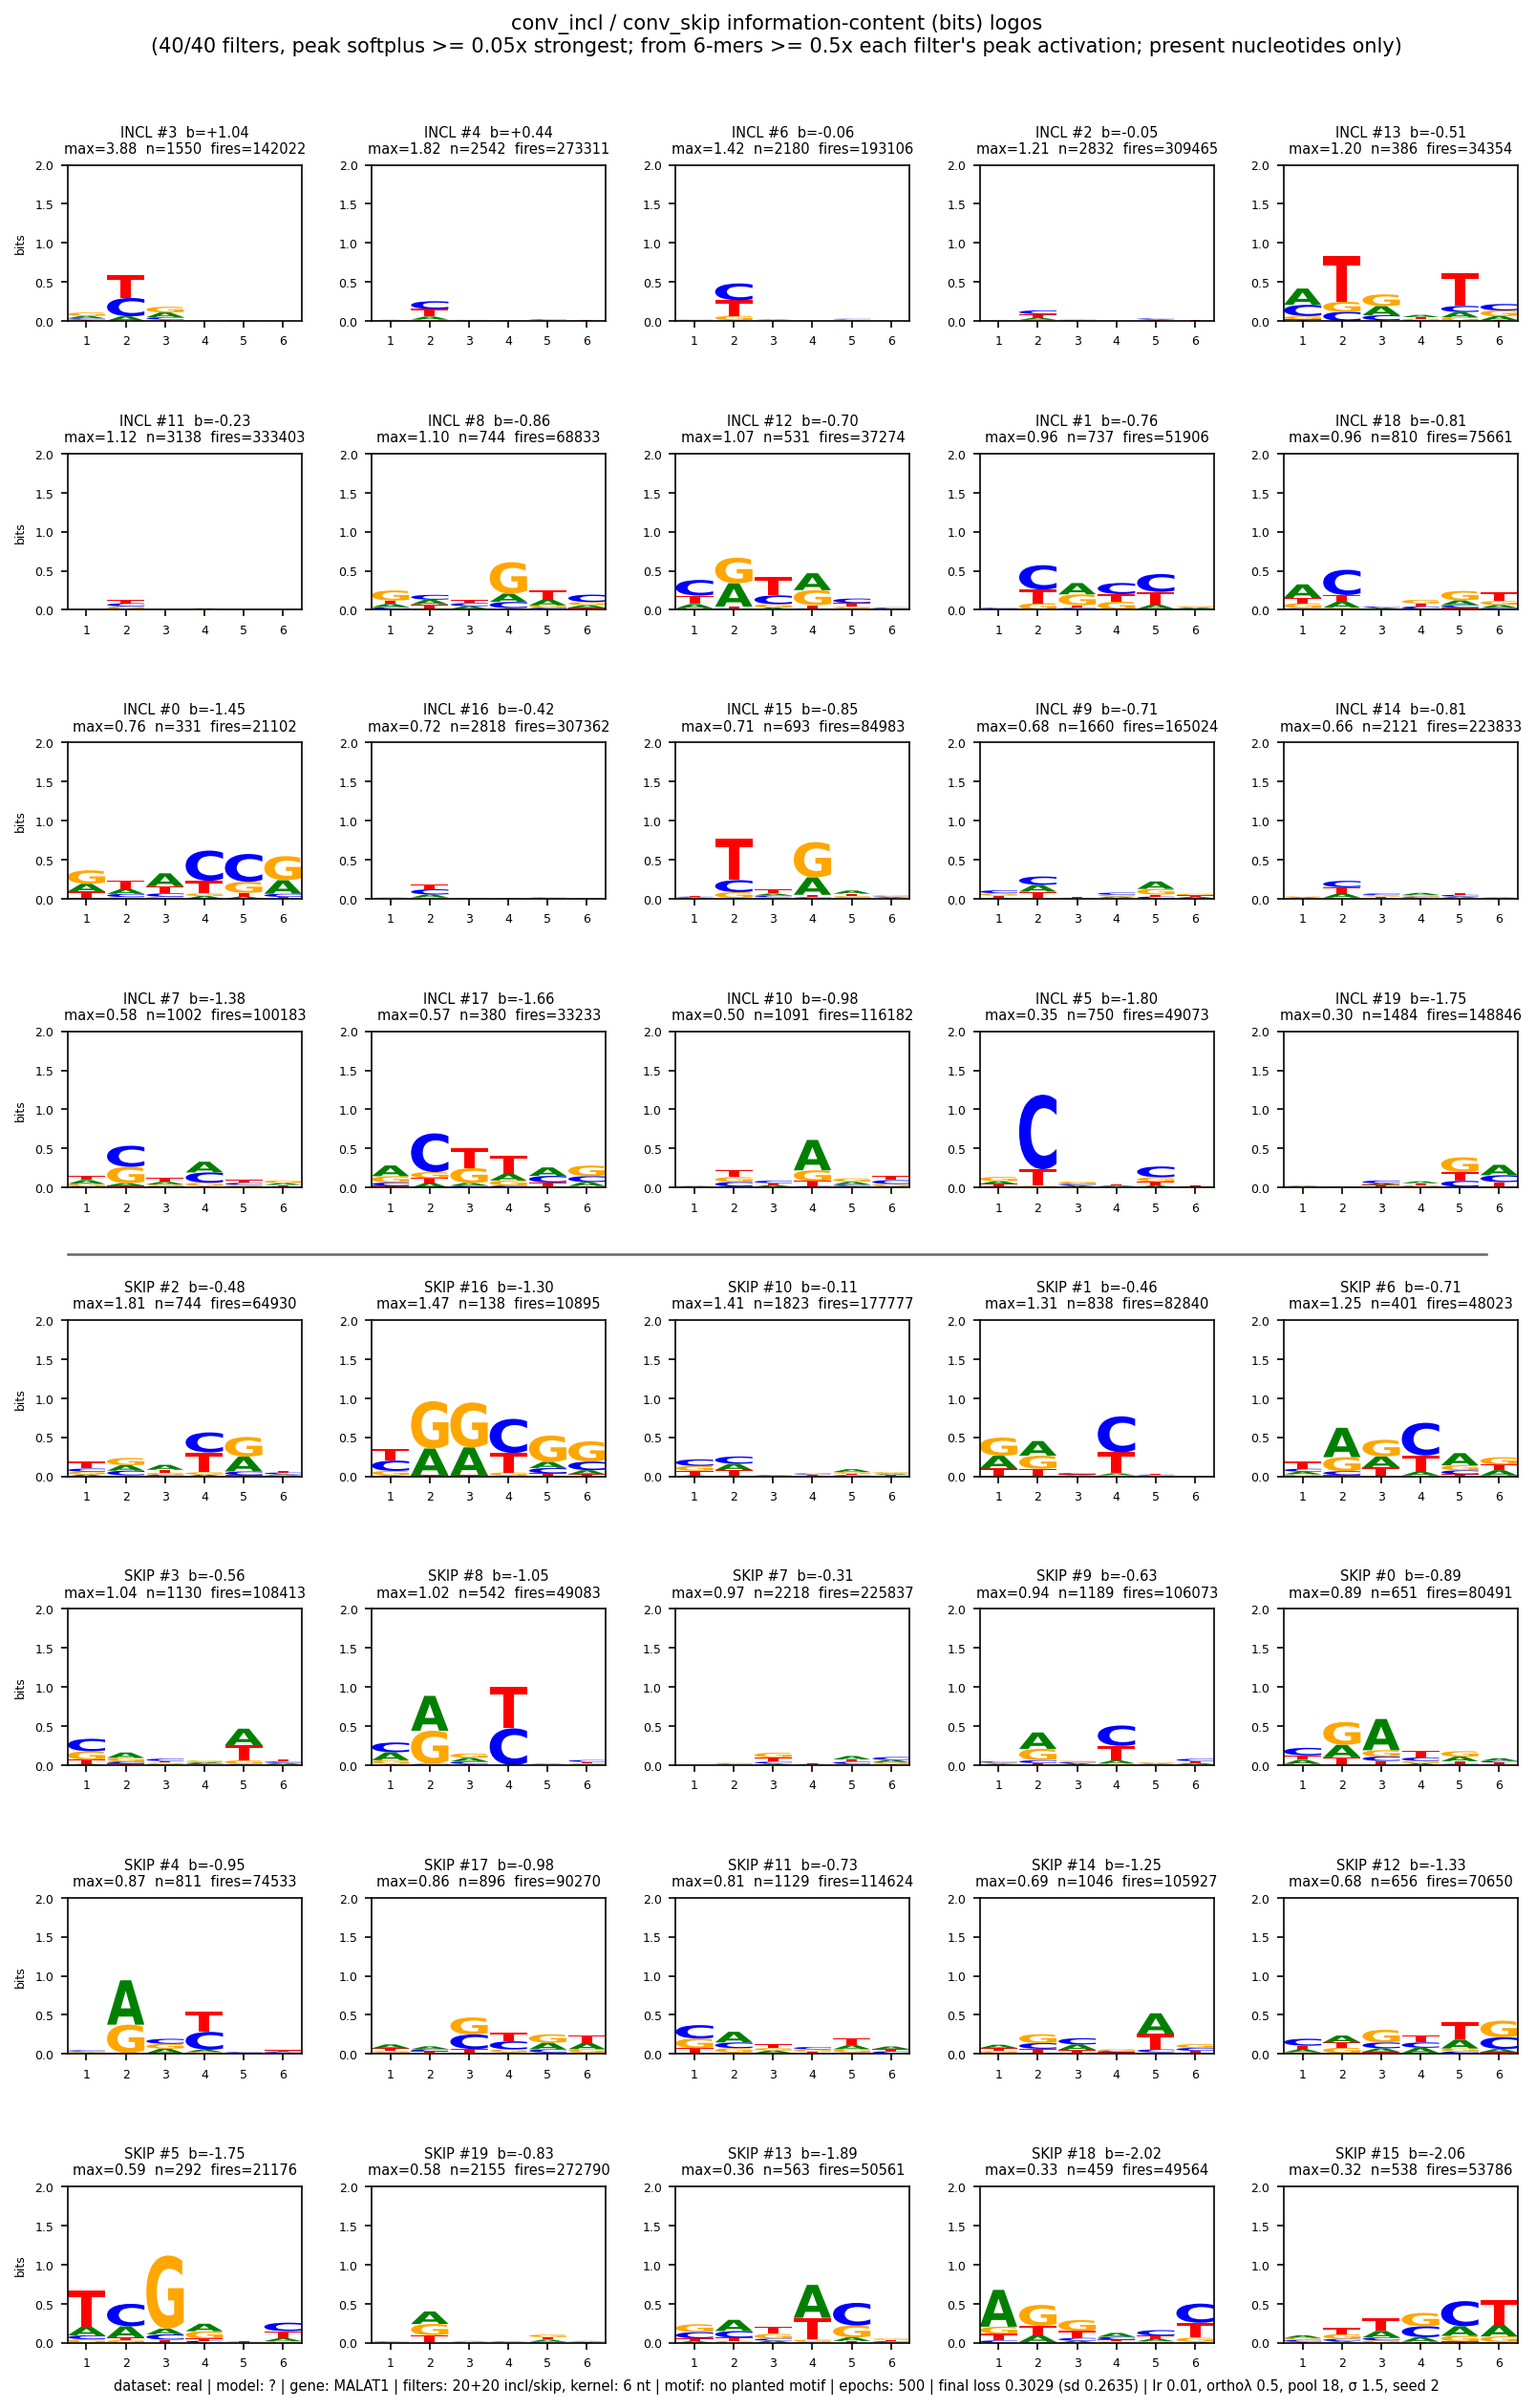 conv_incl / conv_skip information-content (bits) logos
(40/40 filters, peak softplus >= 0.05x strongest; from 6-mers >= 0.5x each filter's peak activation; present nucleotides only)
INCL #3 b=+1.04
max=3.88 n=1550 fires=142022
INCL #4 b=+0.44
max=1.82 n=2542 fires=273311
INCL #6 b=-0.06
max=1.42 n=2180 fires=193106
INCL #2 b=-0.05
max=1.21 n=2832 fires=309465
INCL #13 b=-0.51
max=1.20 n=386 fires=34354
INCL #11 b=-0.23
max=1.12 n=3138 fires=333403
INCL #8 b=-0.86
max=1.10 n=744 fires=68833
INCL #12 b=-0.70
max=1.07 n=531 fires=37274
INCL #1 b=-0.76
max=0.96 n=737 fires=51906
INCL #18 b=-0.81
max=0.96 n=810 fires=75661
INCL #0 b=-1.45
max=0.76 n=331 fires=21102
INCL #16 b=-0.42
max=0.72 n=2818 fires=307362
INCL #15 b=-0.85
max=0.71 n=693 fires=84983
INCL #9 b=-0.71
max=0.68 n=1660 fires=165024
INCL #14 b=-0.81
max=0.66 n=2121 fires=223833
INCL #7 b=-1.38
max=0.58 n=1002 fires=100183
INCL #17 b=-1.66
max=0.57 n=380 fires=33233
INCL #10 b=-0.98
max=0.50 n=1091 fires=116182
INCL #5 b=-1.80
max=0.35 n=750 fires=49073
INCL #19 b=-1.75
max=0.30 n=1484 fires=148846
SKIP #2 b=-0.48
max=1.81 n=744 fires=64930
SKIP #16 b=-1.30
max=1.47 n=138 fires=10895
SKIP #10 b=-0.11
max=1.41 n=1823 fires=177777
SKIP #1 b=-0.46
max=1.31 n=838 fires=82840
SKIP #6 b=-0.71
max=1.25 n=401 fires=48023
SKIP #3 b=-0.56
max=1.04 n=1130 fires=108413
SKIP #8 b=-1.05
max=1.02 n=542 fires=49083
SKIP #7 b=-0.31
max=0.97 n=2218 fires=225837
SKIP #9 b=-0.63
max=0.94 n=1189 fires=106073
SKIP #0 b=-0.89
max=0.89 n=651 fires=80491
SKIP #4 b=-0.95
max=0.87 n=811 fires=74533
SKIP #17 b=-0.98
max=0.86 n=896 fires=90270
SKIP #11 b=-0.73
max=0.81 n=1129 fires=114624
SKIP #14 b=-1.25
max=0.69 n=1046 fires=105927
SKIP #12 b=-1.33
max=0.68 n=656 fires=70650
SKIP #5 b=-1.75
max=0.59 n=292 fires=21176
SKIP #19 b=-0.83
max=0.58 n=2155 fires=272790
SKIP #13 b=-1.89
max=0.36 n=563 fires=50561
SKIP #18 b=-2.02
max=0.33 n=459 fires=49564
SKIP #15 b=-2.06
max=0.32 n=538 fires=53786
dataset: real | model: ? | gene: MALAT1 | filters: 20+20 incl/skip, kernel: 6 nt | motif: no planted motif | epochs: 500 | final loss 0.3029 (sd 0.2635) | lr 0.01, orthoλ 0.5, pool 18, σ 1.5, seed 2